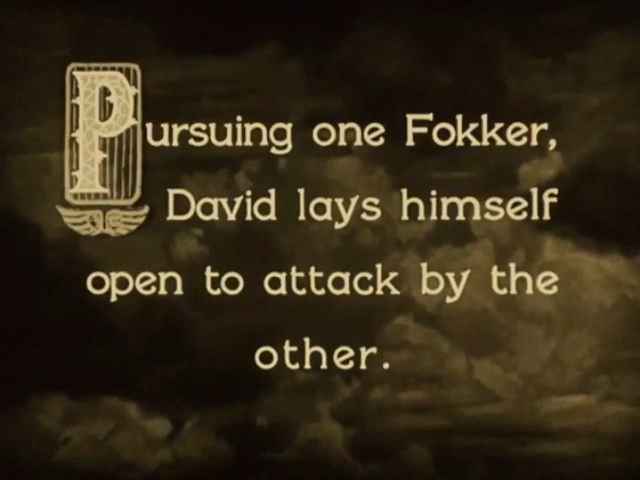 Pursuing one Fokker,
David lays himself
open to attack by the
other.